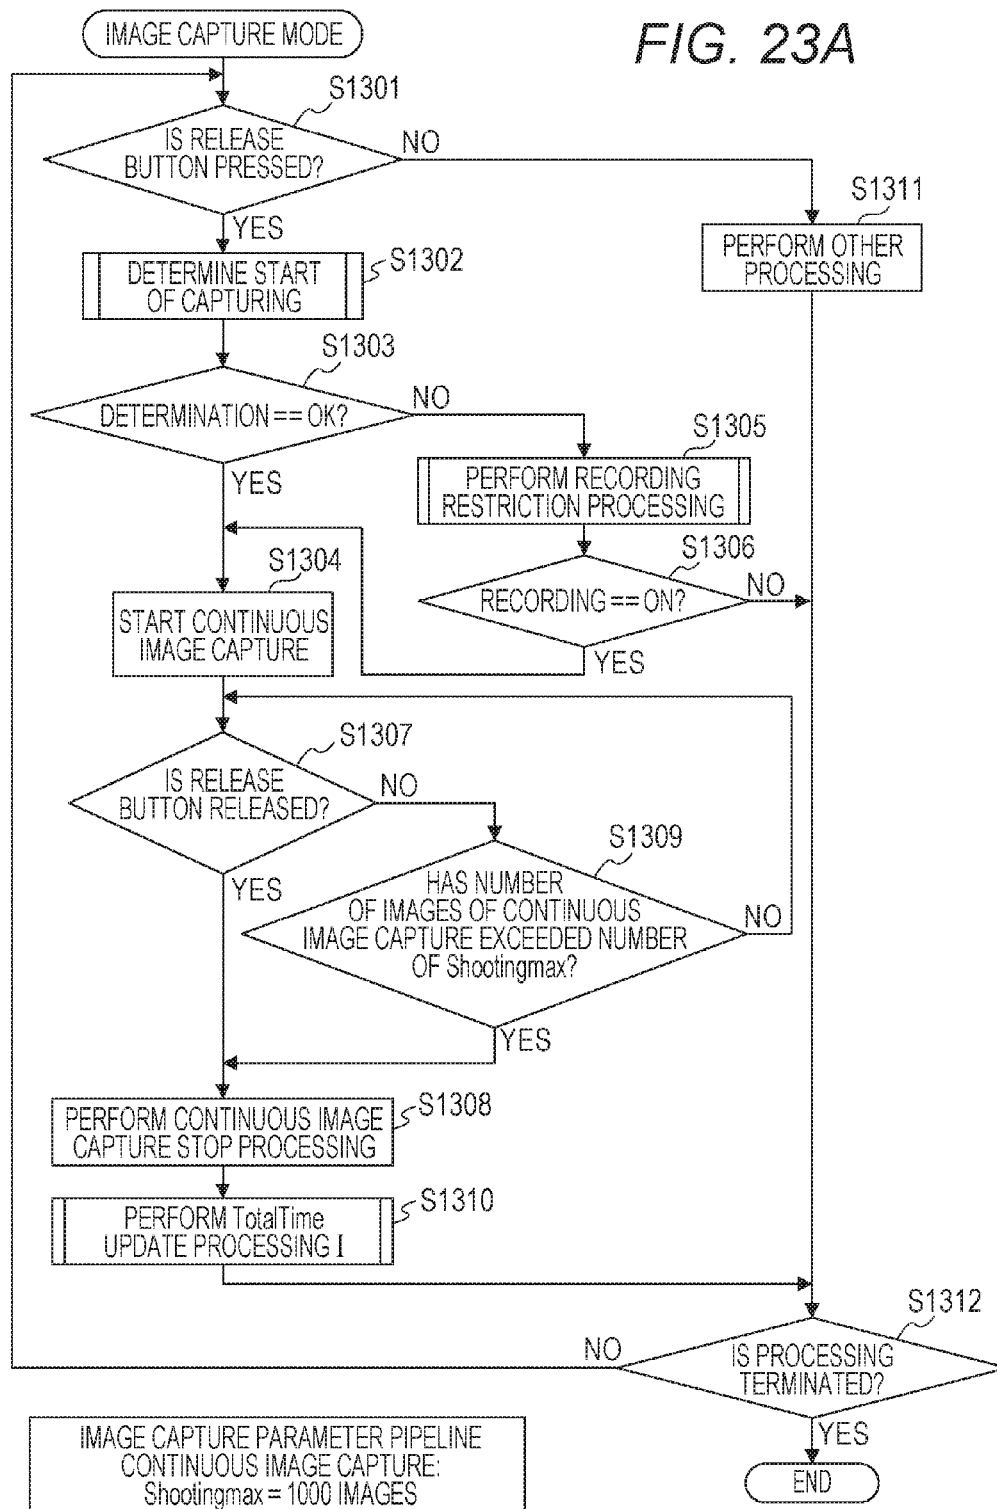 IMAGE CAPTURE MODE
FIG. 23A
S1301
IS RELEASE
BUTTON PRESSED?
NO
YES
S1311
PERFORM OTHER
PROCESSING
S1302
DETERMINE START
OF CAPTURING
S1303
DETERMINATION == OK?
NO
YES
S1305
PERFORM RECORDING
RESTRICTION PROCESSING
S1306
RECORDING == ON?
NO
YES
S1304
START CONTINUOUS
IMAGE CAPTURE
S1307
IS RELEASE
BUTTON RELEASED?
NO
YES
S1309
HAS NUMBER
OF IMAGES OF CONTINUOUS
IMAGE CAPTURE EXCEEDED NUMBER
OF Shootingmax?
NO
YES
S1308
PERFORM CONTINUOUS IMAGE
CAPTURE STOP PROCESSING
S1310
PERFORM TotalTime
UPDATE PROCESSING I
S1312
IS PROCESSING
TERMINATED?
NO
YES
END
IMAGE CAPTURE PARAMETER PIPELINE
CONTINUOUS IMAGE CAPTURE:
Shootingmax = 1000 IMAGES